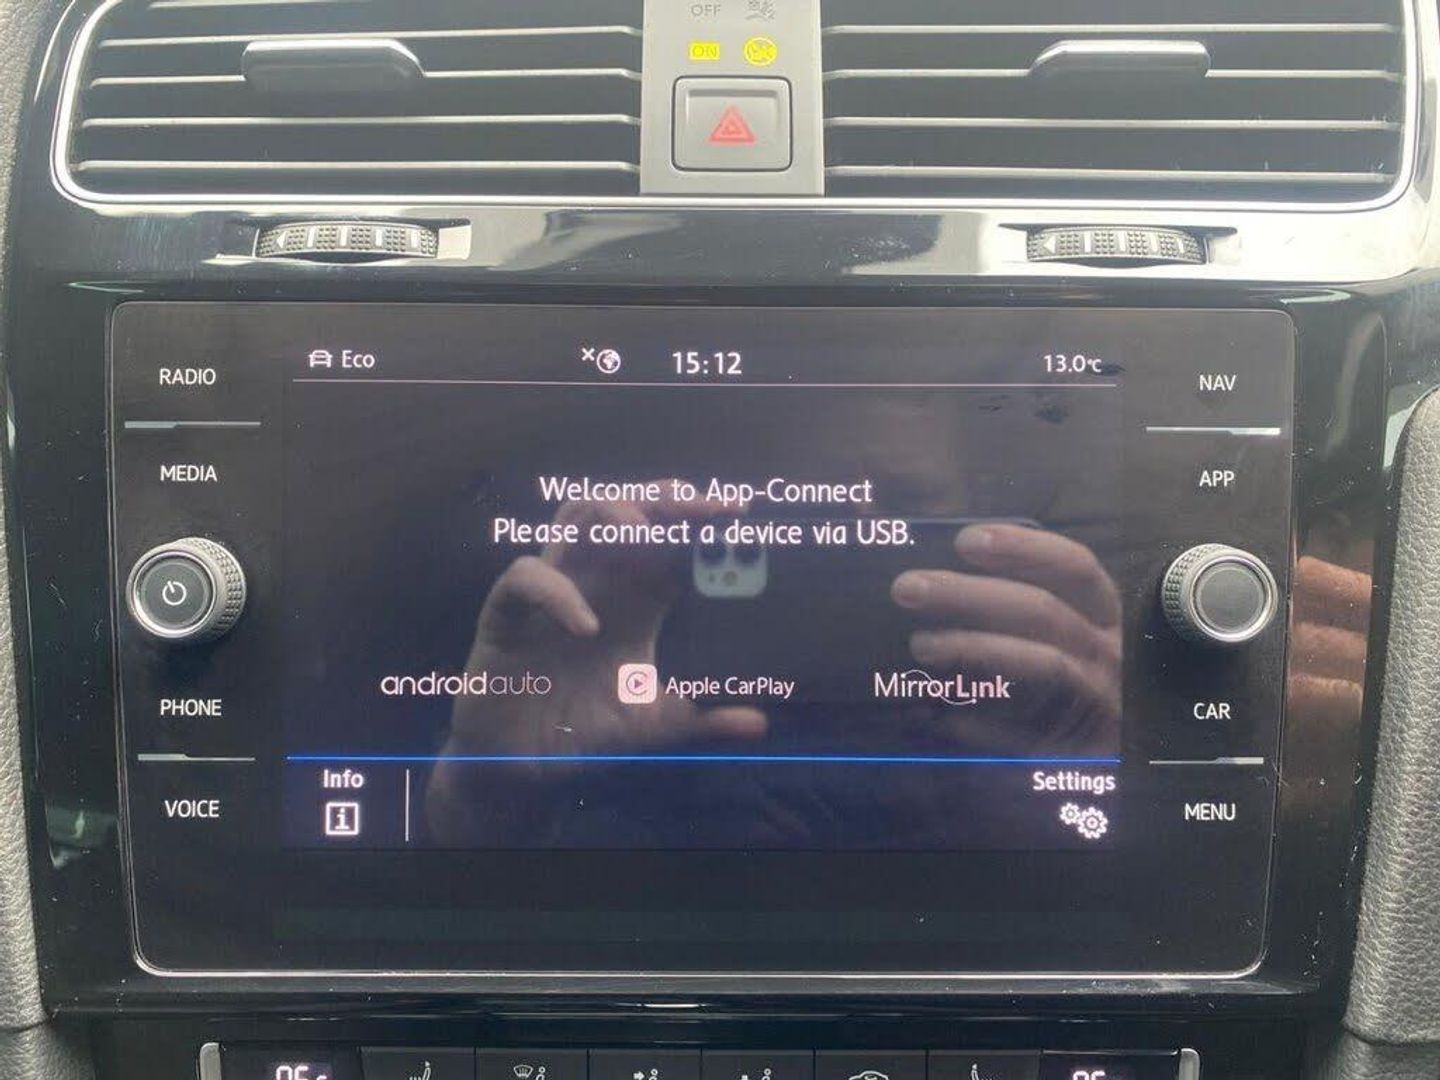 OFF
ON
RADIO
MEDIA
PHONE
VOICE
Eco
15:12
13.0°C
Welcome to App-Connect
Please connect a device via USB.
androidauto
Apple CarPlay
MirrorLink
Info
i
Settings
NAV
APP
CAR
MENU